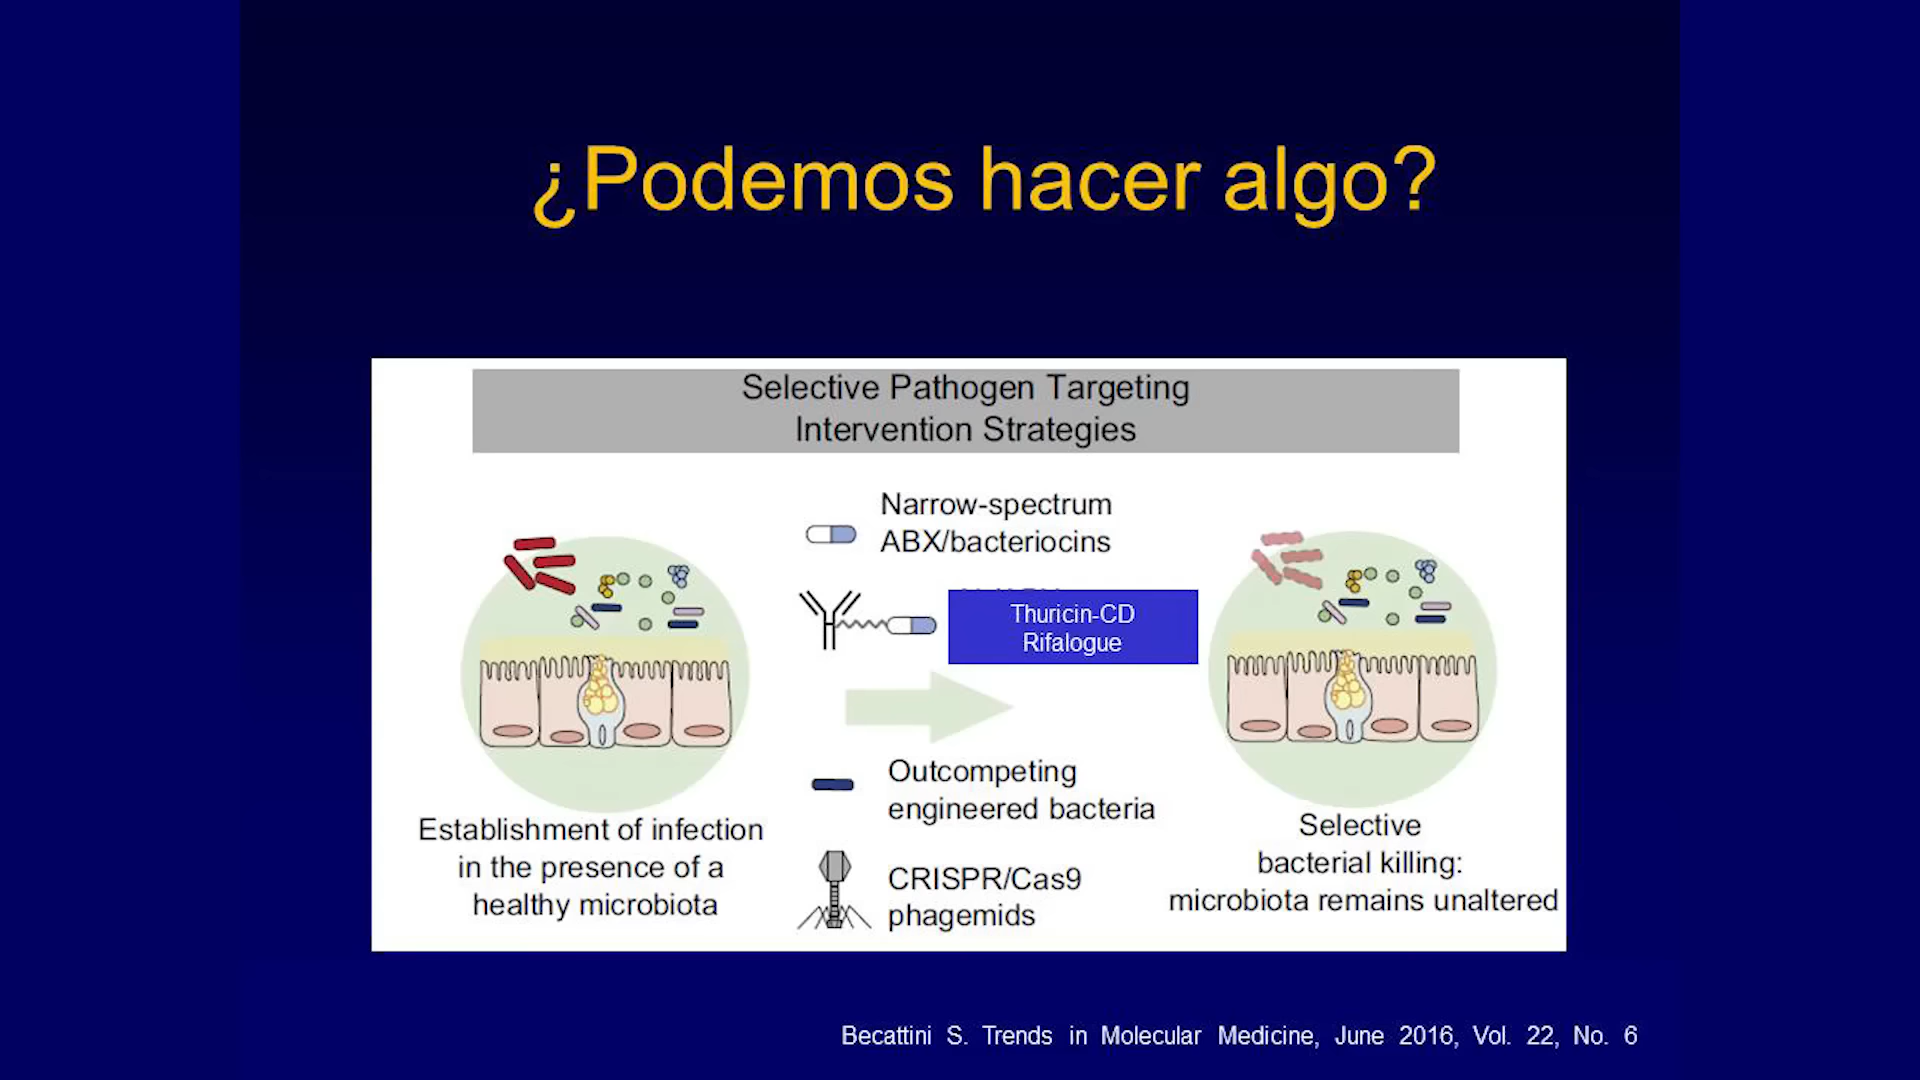 ¿Podemos hacer algo?
Selective Pathogen Targeting
Intervention Strategies
Narrow-spectrum
ABX/bacteriocins
Thuricin-CD
Rifalogue
Outcompeting
engineered bacteria
CRISPR/Cas9
phagemids
Establishment of infection
in the presence of a
healthy microbiota
Selective
bacterial killing:
microbiota remains unaltered
Becattini S. Trends in Molecular Medicine, June 2016, Vol. 22, No. 6